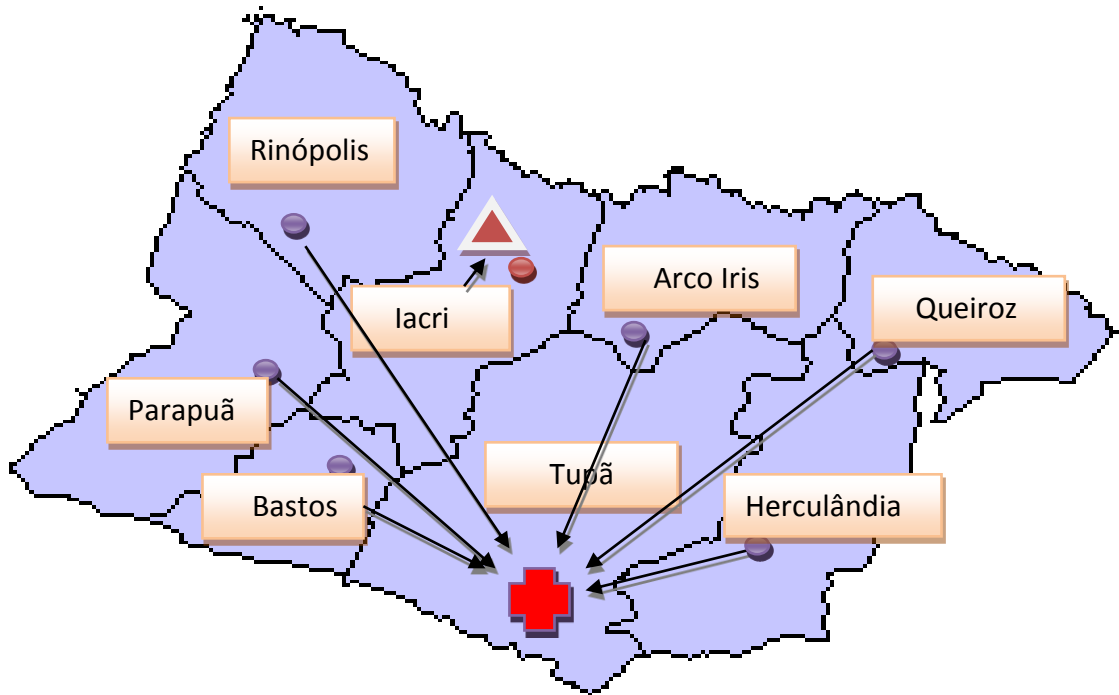 Rinópolis
Arco Iris
Iacri
Queiroz
Parapuã
Tupã
Bastos
Herculândia